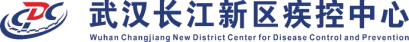 CDC
武汉长江新区疾控中心
Wuhan Changjiang New District Center for Disease Control and Prevention